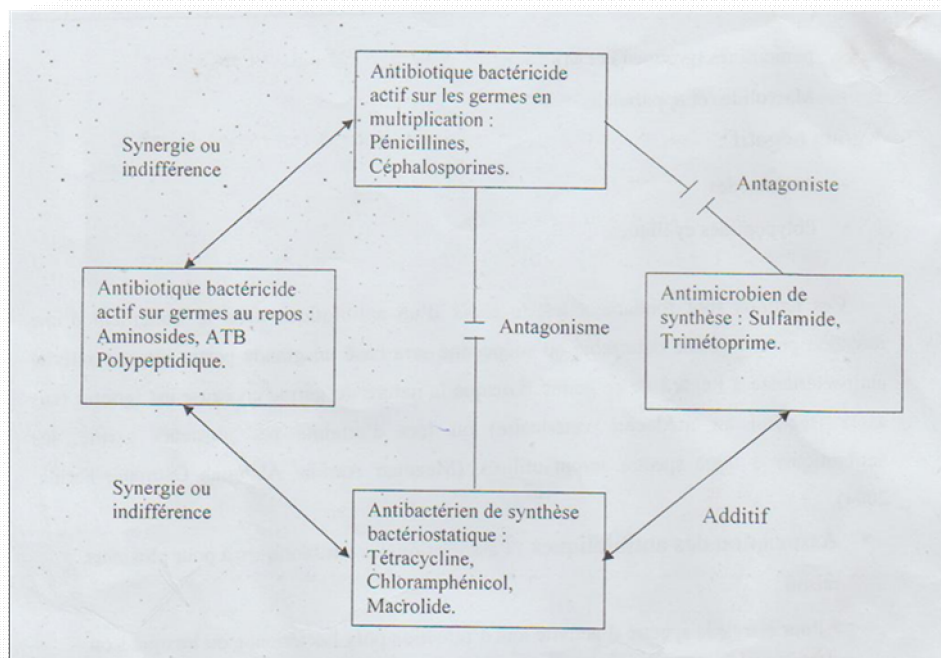 Antibiotique bactéricide
actif sur les germes en
multiplication :
Pénicillines,
Céphalosporines.
Synergie ou
indifférence
Antagoniste
Antibiotique bactéricide
actif sur germes au repos :
Aminosides, ATB
Polypeptidique.
Antagonisme
Antimicrobien de
synthèse : Sulfamide,
Trimétoprime.
Synergie ou
indifférence
Antibactérien de synthèse
bactériostatique :
Tétracycline,
Chloramphénicol,
Macrolide.
Additif